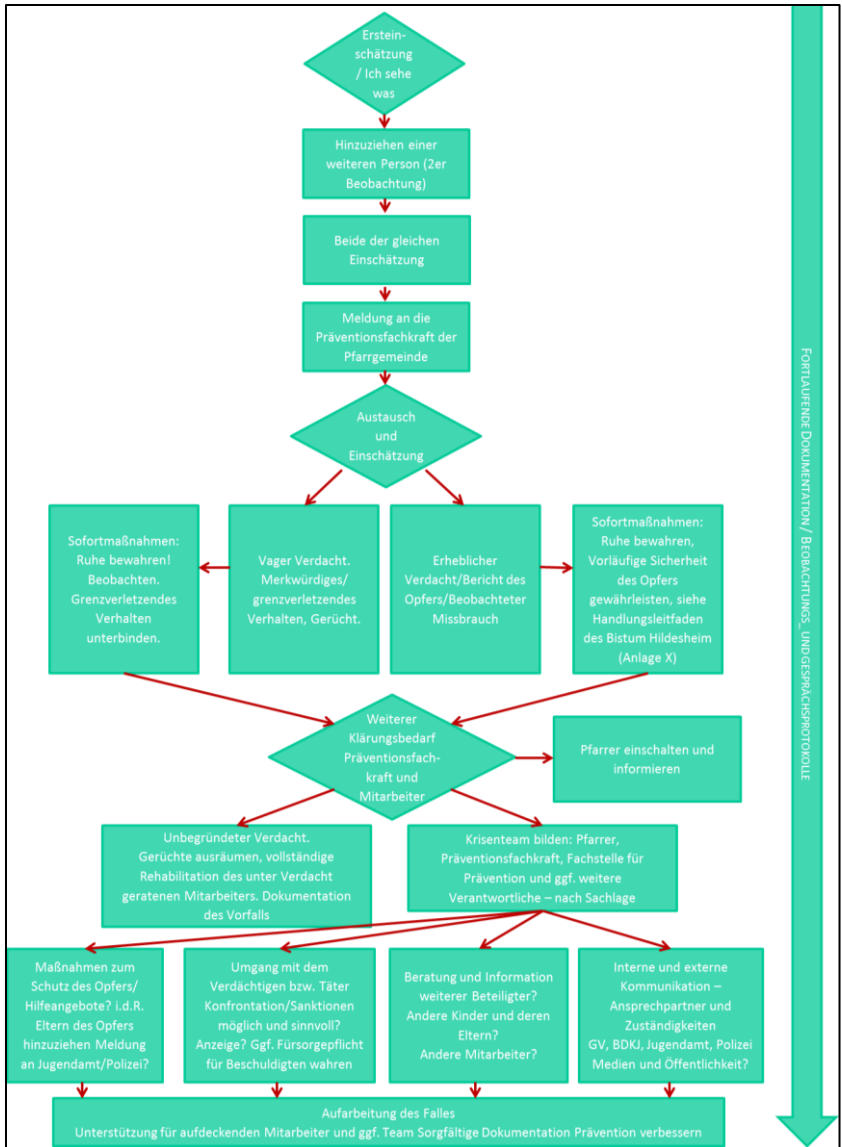 Erstein-
schätzung
/ Ich sehe
was
Hinzuziehen einer
weiteren Person (2er
Beobachtung)
Beide der gleichen
Einschätzung
Meldung an die
Präventionsfachkraft der
Pfarrgemeinde
Austausch
und
Einschätzung
Sofortmaßnahmen:
Ruhe bewahren!
Beobachten.
Grenzverletzendes
Verhalten
unterbinden.
Vager Verdacht.
Merkwürdiges/
grenzverletzendes
Verhalten, Gerücht.
Erheblicher
Verdacht/Bericht des
Opfers/Beobachteter
Missbrauch
Sofortmaßnahmen:
Ruhe bewahren,
Vorläufige Sicherheit
des Opfers
gewährleisten, siehe
Handlungsleitfaden
des Bistum Hildesheim
(Anlage X)
Weiterer
Klärungsbedarf
Präventionsfach-
kraft und
Mitarbeiter
Pfarrer einschalten und
informieren
Unbegründeter Verdacht.
Gerüchte ausräumen, vollständige
Rehabilitation des unter Verdacht
geratenen Mitarbeiters. Dokumentation
des Vorfalls
Krisenteam bilden: Pfarrer,
Präventionsfachkraft, Fachstelle für
Prävention und ggf. weitere
Verantwortliche – nach Sachlage
Maßnahmen zum
Schutz des Opfers/
Hilfeangebote? i.d.R.
Eltern des Opfers
hinzuziehen Meldung
an Jugendamt/Polizei?
Umgang mit dem
Verdächtigen bzw. Täter
Konfrontation/Sanktionen
möglich und sinnvoll?
Anzeige? Ggf. Fürsorgepflicht
für Beschuldigten wahren
Beratung und Information
weiterer Beteiligter?
Andere Kinder und deren
Eltern?
Andere Mitarbeiter?
Interne und externe
Kommunikation –
Ansprechpartner und
Zuständigkeiten
GV, BDKJ, Jugendamt, Polizei
Medien und Öffentlichkeit?
Aufarbeitung des Falles
Unterstützung für aufdeckenden Mitarbeiter und ggf. Team Sorgfältige Dokumentation Prävention verbessern
FORTLAUFENDE DOKUMENTATION / BEOBACHTUNGS_ UND GESPRÄCHSPROTOKOLLE